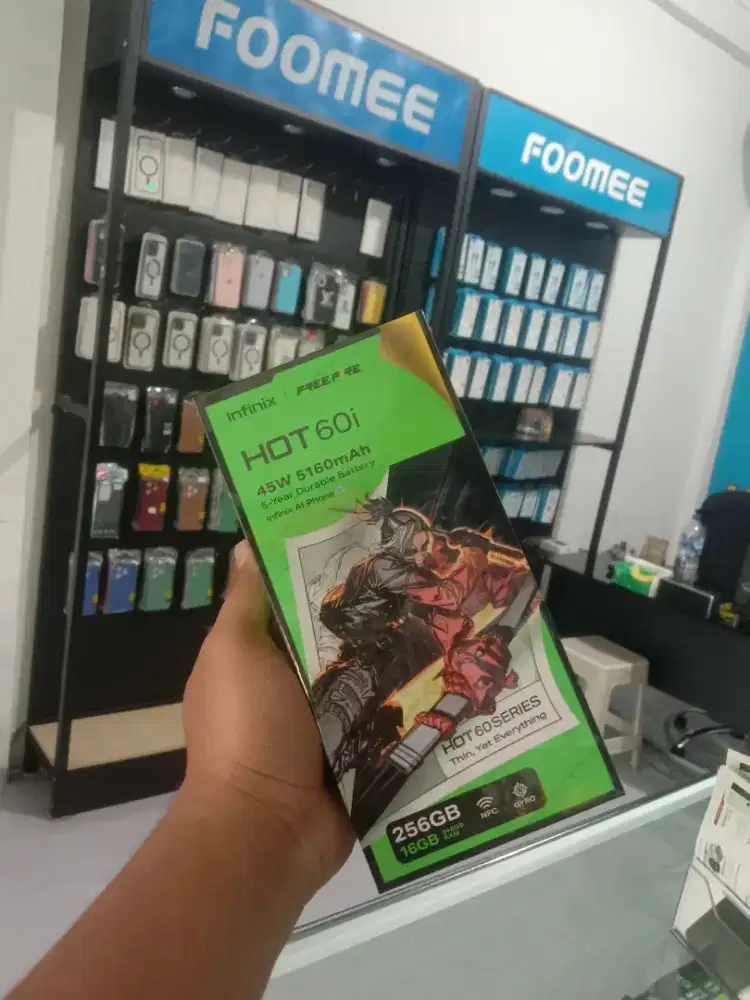 FOOMEE
FOOMEE
Infinix | FREE FIRE
HOT 60i
45W 5160mAh
5-Year Durable Battery
Infinix AI Phone
HOT 60 SERIES
Thin, Yet Everything
256GB
16GB
RAM
NFC
GYRO